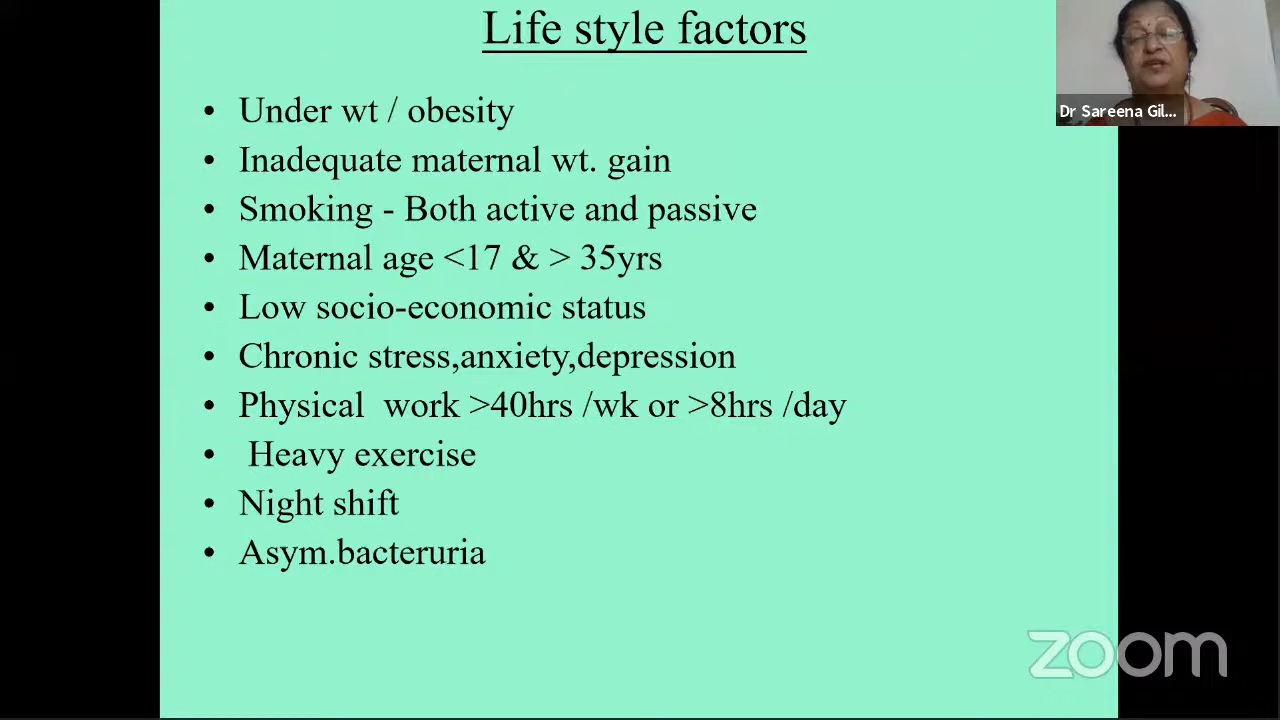 Life style factors
• Under wt / obesity
• Inadequate maternal wt. gain
• Smoking - Both active and passive
• Maternal age <17 & > 35yrs
• Low socio-economic status
• Chronic stress,anxiety,depression
• Physical  work >40hrs /wk or >8hrs /day
• Heavy exercise
• Night shift
• Asym.bacteruria
Dr Sareena Gil...
zoom